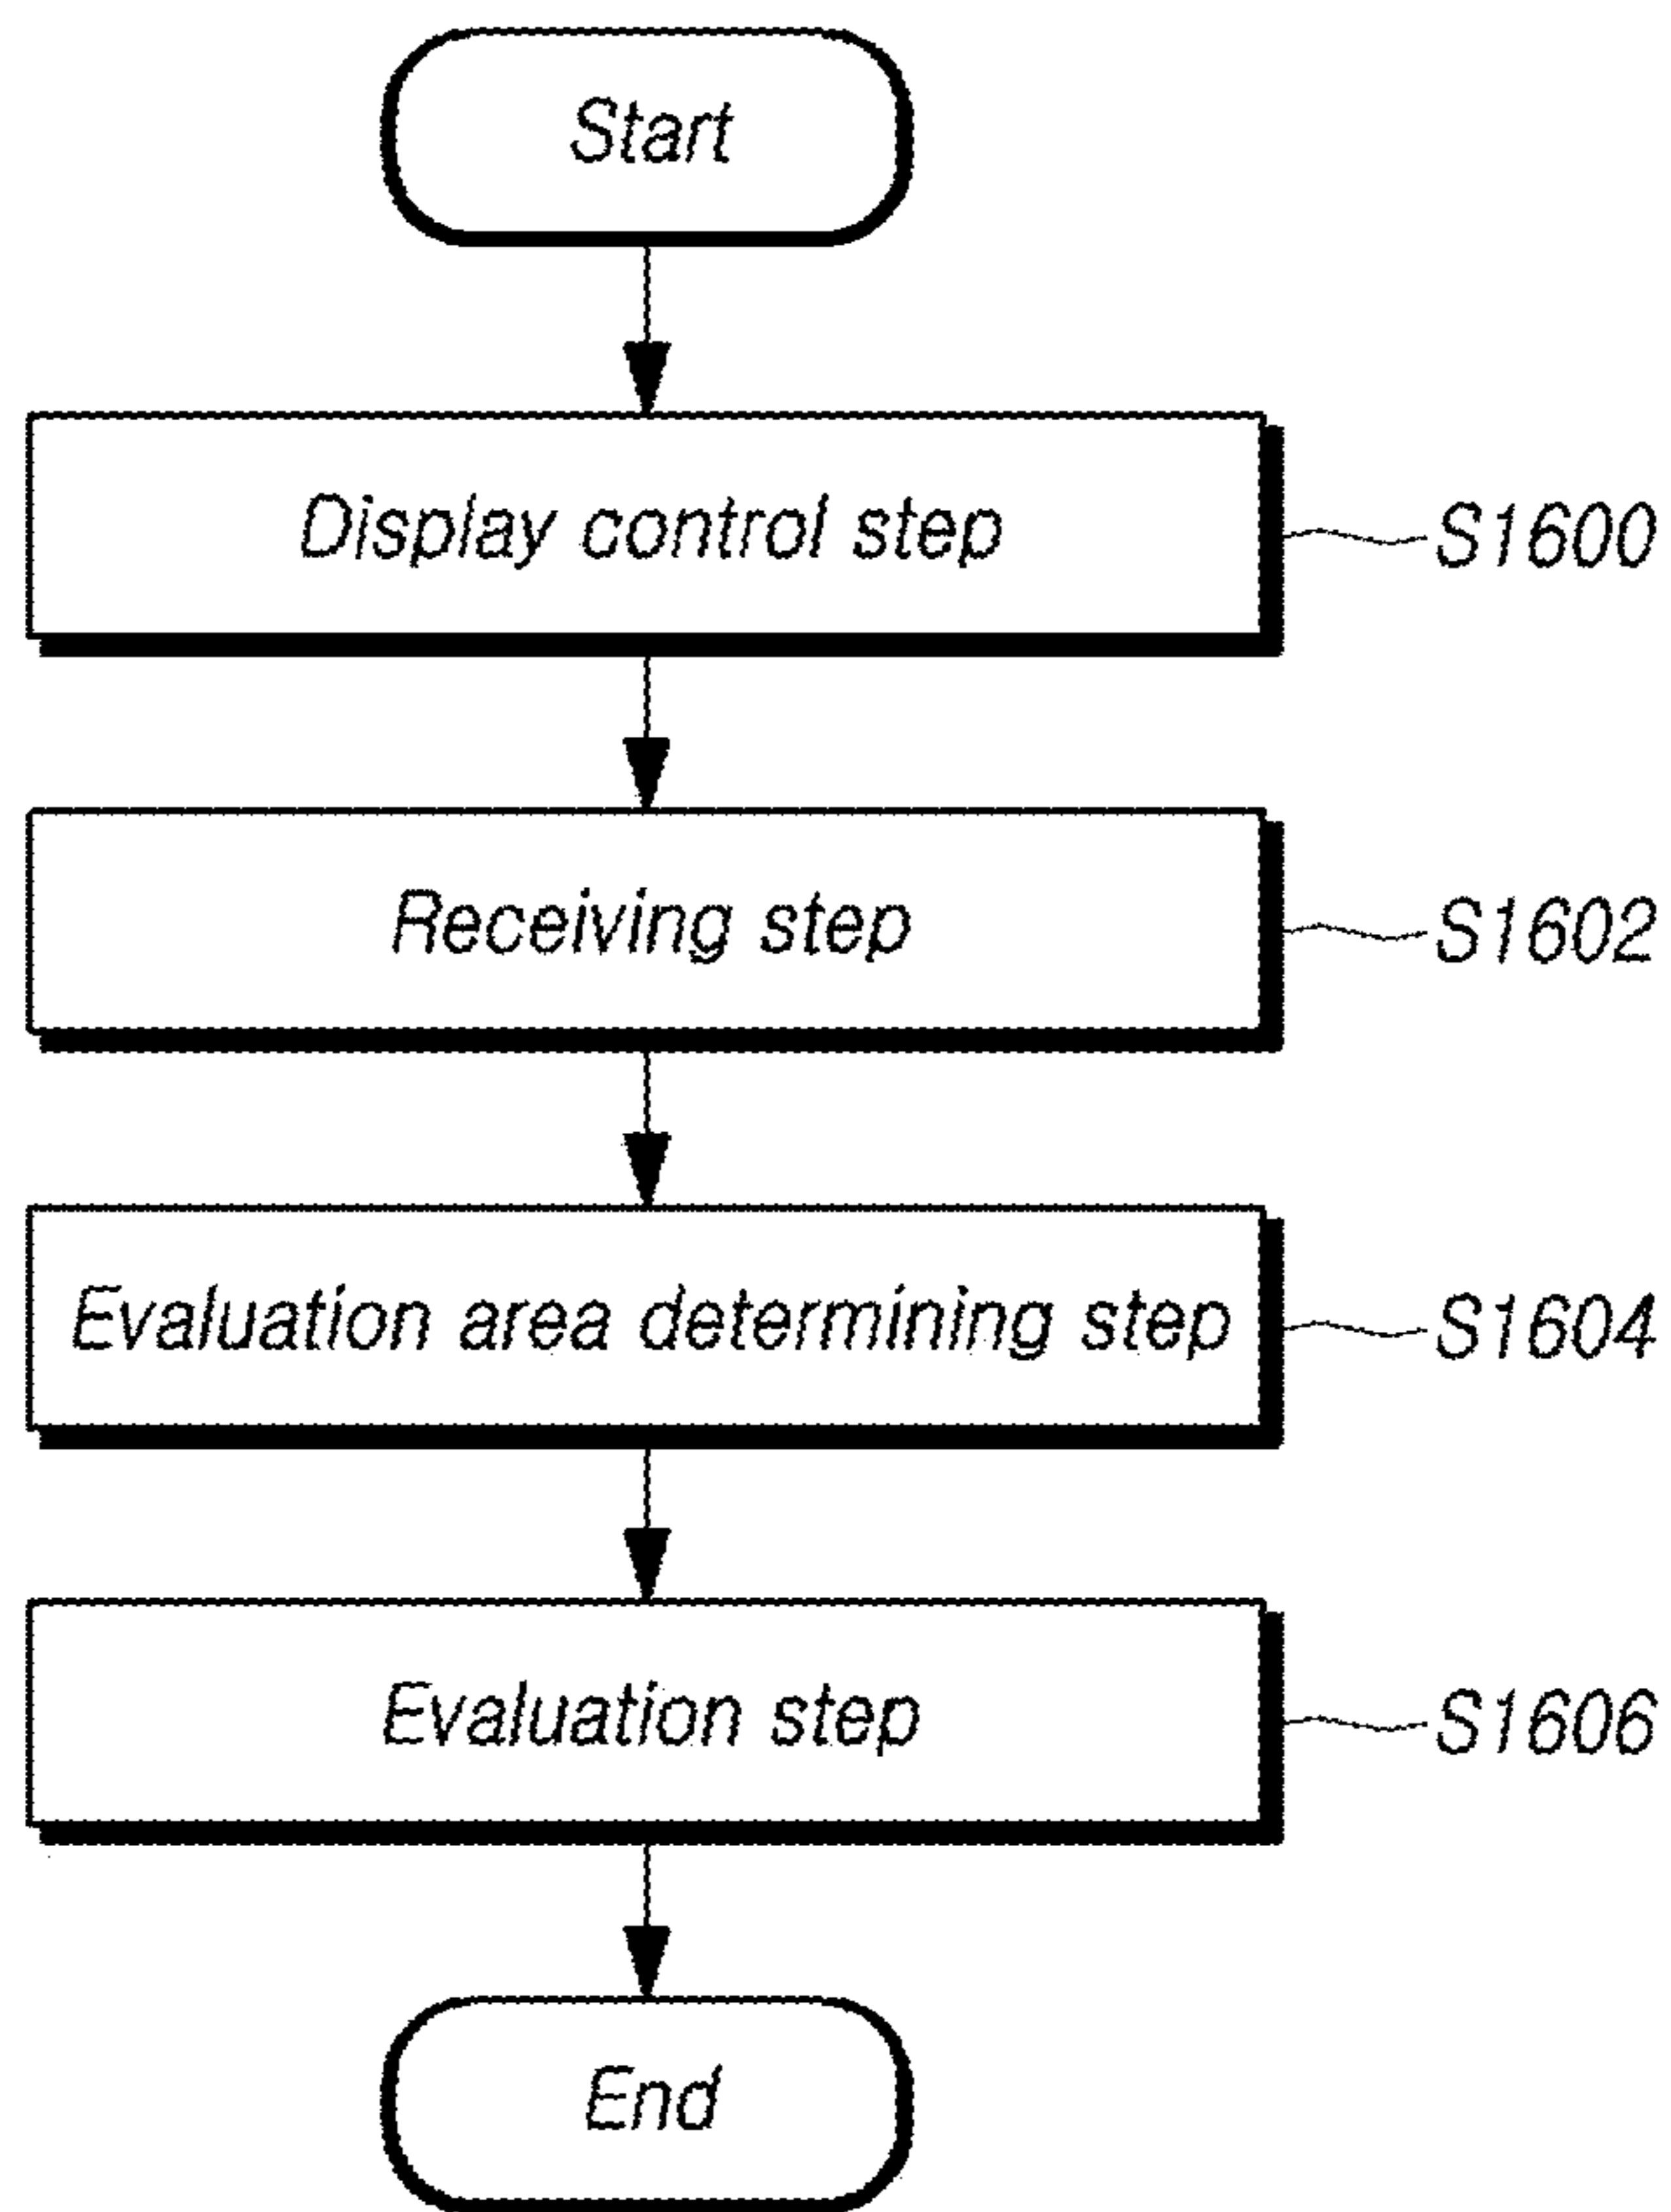 Start
Display control step
S1600
Receiving step
S1602
Evaluation area determining step
S1604
Evaluation step
S1606
End